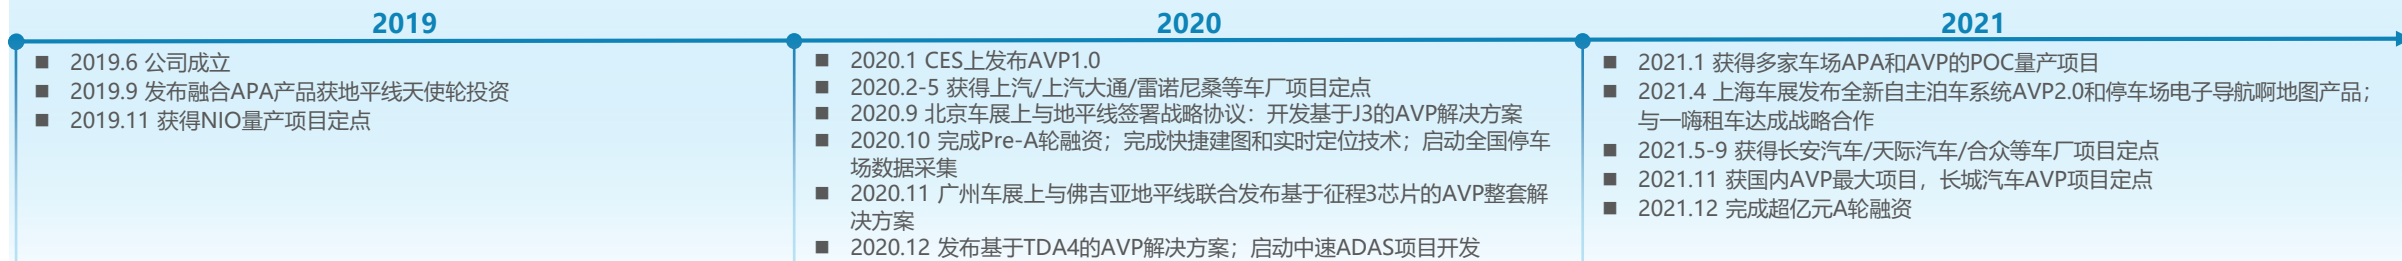 2019
■ 2019.6 公司成立
■ 2019.9 发布融合APA产品获地平线天使轮投资
■ 2019.11 获得NIO量产项目定点
2020
■ 2020.1 CES上发布AVP1.0
■ 2020.2-5 获得上汽/上汽大通/雷诺尼桑等车厂项目定点
■ 2020.9 北京车展上与地平线签署战略协议：开发基于J3的AVP解决方案
■ 2020.10 完成Pre-A轮融资；完成快捷建图和实时定位技术；启动全国停车
场数据采集
■ 2020.11 广州车展上与佛吉亚地平线联合发布基于征程3芯片的AVP整套解
决方案
■ 2020.12 发布基于TDA4的AVP解决方案；启动中速ADAS项目开发
2021
■ 2021.1 获得多家车场APA和AVP的POC量产项目
■ 2021.4 上海车展发布全新自主泊车系统AVP2.0和停车场电子导航啊地图产品；
与一嗨租车达成战略合作
■ 2021.5-9 获得长安汽车/天际汽车/合众等车厂项目定点
■ 2021.11 获国内AVP最大项目，长城汽车AVP项目定点
■ 2021.12 完成超亿元A轮融资